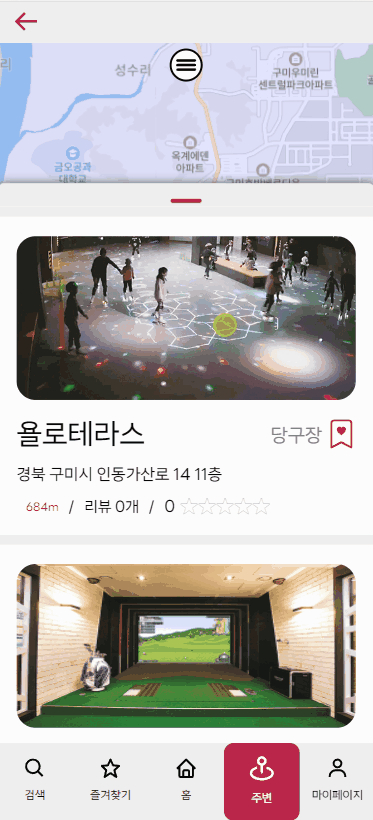 리
성수리
구미우미린
센트럴파크아파트
금오공과
대학교
옥계에덴
아파트
욜로테라스
당구장
경북 구미시 인동가산로 14 11층
684m / 리뷰 0개 / 0
검색
즐겨찾기
홈
주변
마이페이지